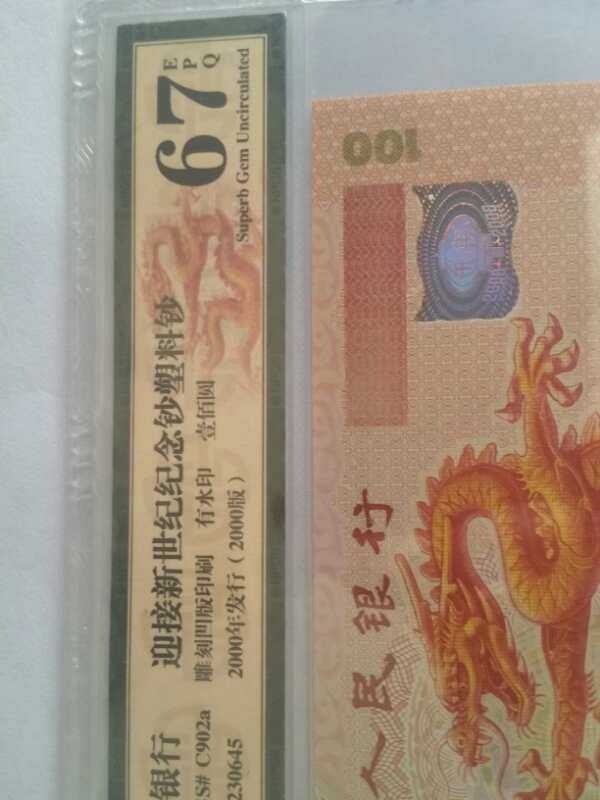 银行
S# C902a
230645
迎接新世纪纪念钞塑料钞
雕刻凹版印刷 有水印 壹佰圆
2000年发行（2000版）
67
EPQ
Superb Gem Uncirculated
100
人民银行